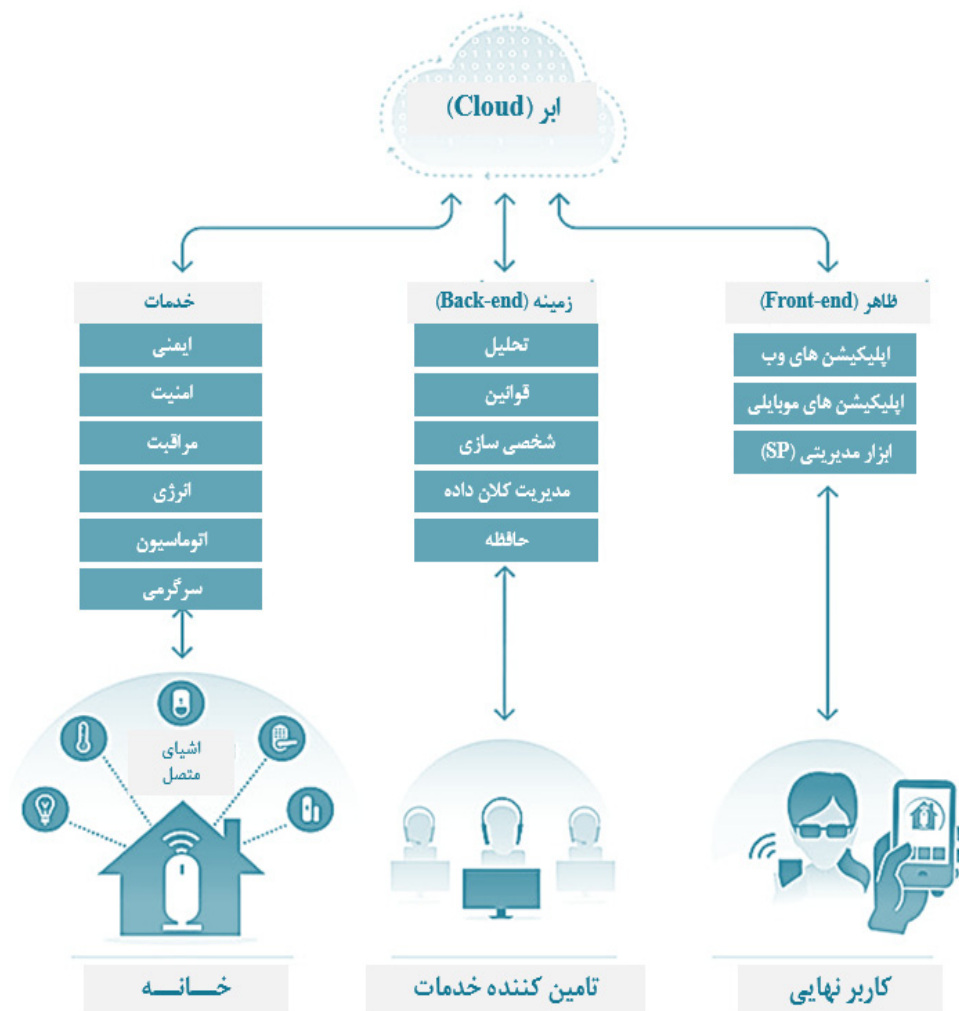 ابر (Cloud)
ظاهر (Front-end)
اپلیکیشن های وب
اپلیکیشن های موبایلی
ابزار مدیریتی (SP)
کاربر نهایی
زمینه (Back-end)
تحلیل
قوانین
شخصی سازی
مدیریت کلان داده
حافظه
تامین کننده خدمات
خدمات
ایمنی
امنیت
مراقبت
انرژی
اتوماسیون
سرگرمی
اشیای
متصل
خـــانـــه